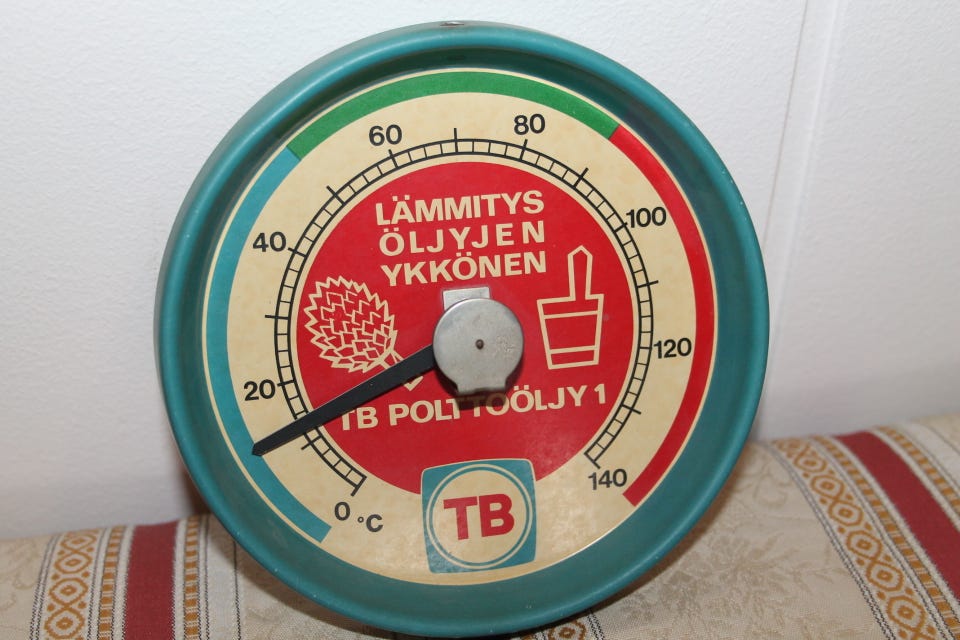 LÄMMITYS
ÖLJYJEN
YKKÖNEN
TB POLTTOÖLJY 1
0 °C
20
40
60
80
100
120
140
TB